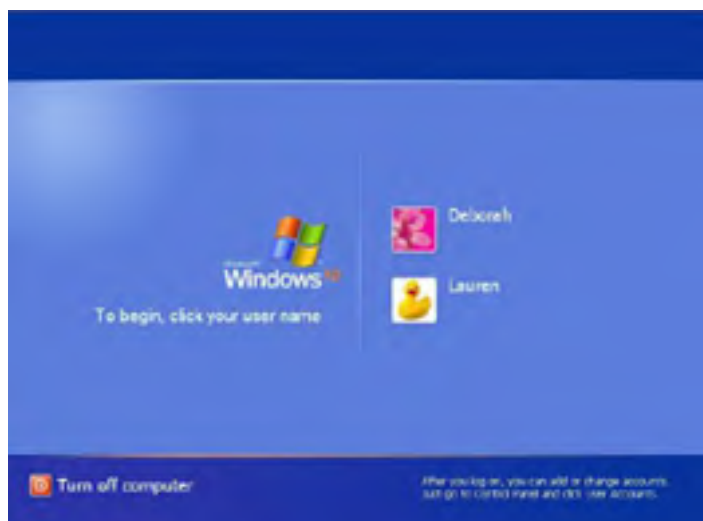 Microsoft
Windows xp
To begin, click your user name
Deborah
Lauren
Turn off computer
After you log on, you can add or change accounts.
Just go to Control Panel and click User Accounts.